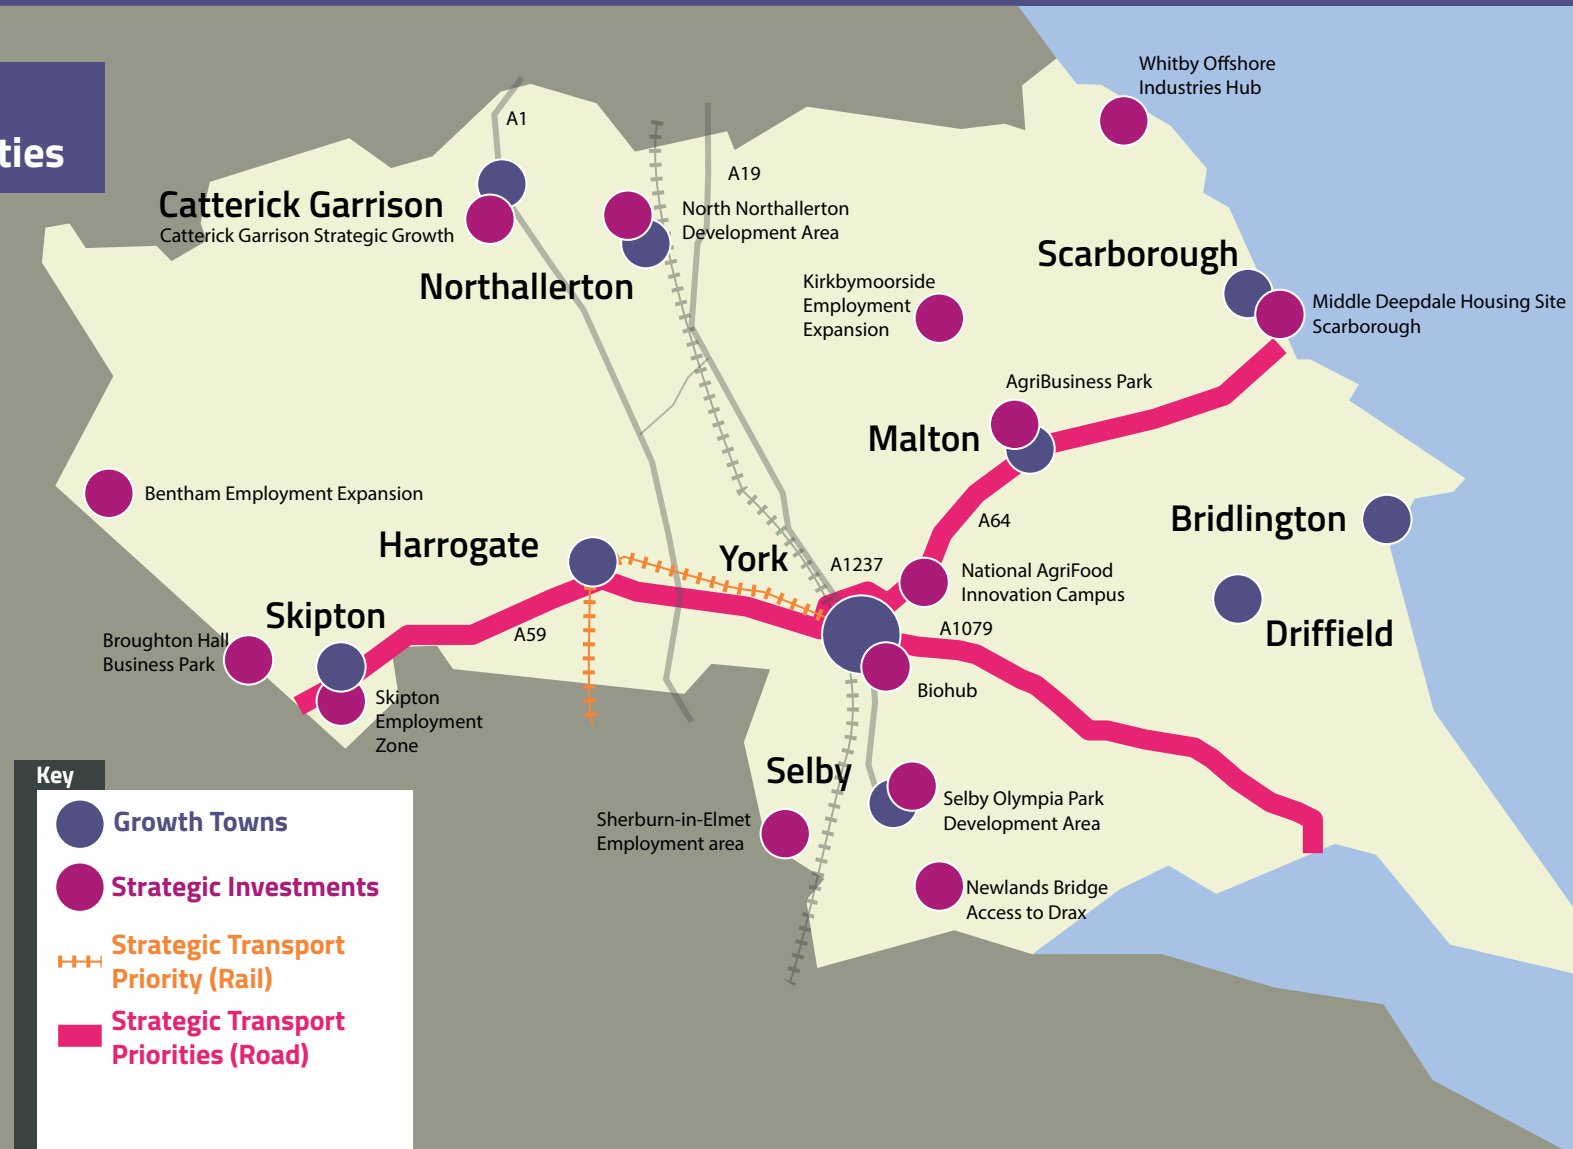 ties
Whitby Offshore
Industries Hub
A1
A19
Catterick Garrison
Catterick Garrison Strategic Growth
North Northallerton
Development Area
Northallerton
Scarborough
Kirkbymoorside
Employment
Expansion
Middle Deepdale Housing Site
Scarborough
AgriBusiness Park
Malton
Bentham Employment Expansion
A64
Bridlington
Harrogate
York
A1237
National AgriFood
Innovation Campus
Skipton
A59
A1079
Driffield
Broughton Hall
Business Park
Biohub
Skipton
Employment
Zone
Selby
Selby Olympia Park
Development Area
Sherburn-in-Elmet
Employment area
Newlands Bridge
Access to Drax
Key
Growth Towns
Strategic Investments
Strategic Transport
Priority (Rail)
Strategic Transport
Priorities (Road)